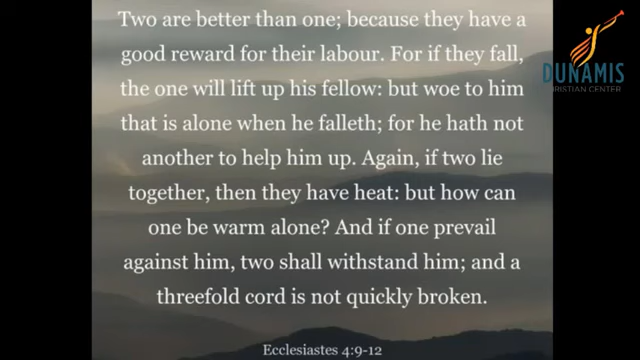 Two are better than one; because they have a
good reward for their labour. For if they fall,
the one will lift up his fellow: but woe to him
that is alone when he falleth; for he hath not
another to help him up. Again, if two lie
together, then they have heat: but how can
one be warm alone? And if one prevail
against him, two shall withstand him; and a
threefold cord is not quickly broken.
Ecclesiastes 4:9-12
DUNAMIS
CHRISTIAN CENTER